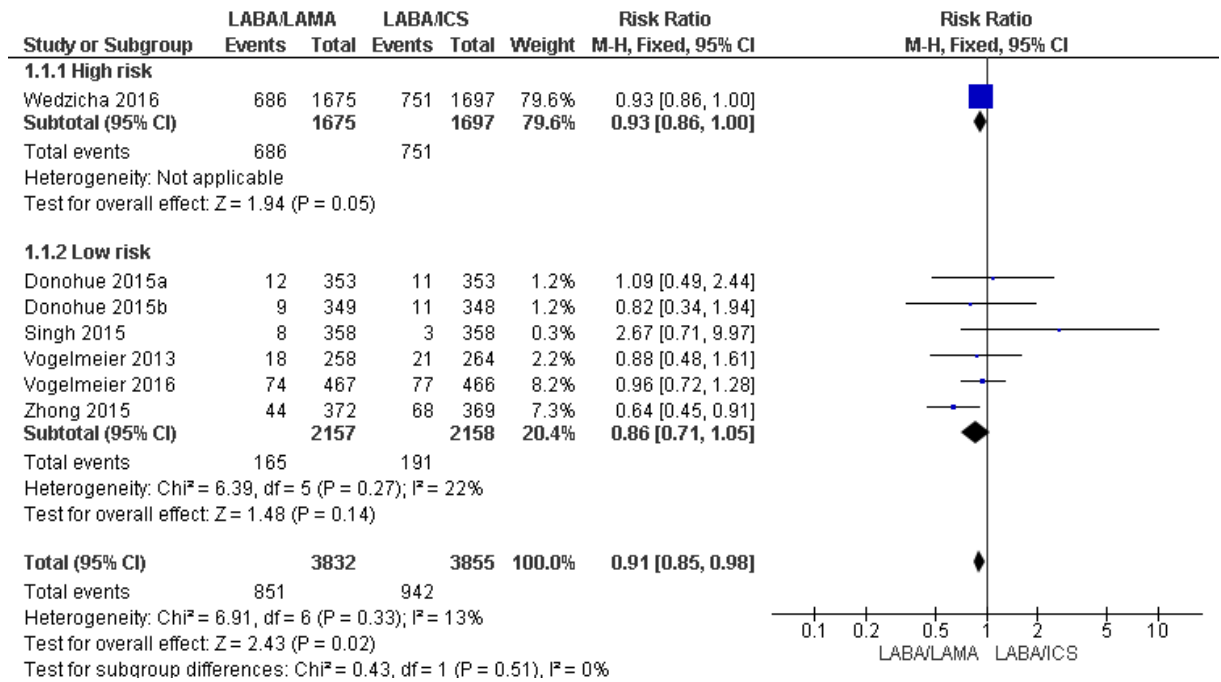 LABA/LAMA LABA/ICS Risk Ratio Risk Ratio
Study or Subgroup Events Total Events Total Weight M-H, Fixed, 95% CI M-H, Fixed, 95% CI
1.1.1 High risk
Wedzicha 2016 686 1675 751 1697 79.6% 0.93 [0.86, 1.00]
Subtotal (95% CI) 1675 1697 79.6% 0.93 [0.86, 1.00]
Total events 686 751
Heterogeneity: Not applicable
Test for overall effect: Z = 1.94 (P = 0.05)
1.1.2 Low risk
Donohue 2015a 12 353 11 353 1.2% 1.09 [0.49, 2.44]
Donohue 2015b 9 349 11 348 1.2% 0.82 [0.34, 1.94]
Singh 2015 8 358 3 358 0.3% 2.67 [0.71, 9.97]
Vogelmeier 2013 18 258 21 264 2.2% 0.88 [0.48, 1.61]
Vogelmeier 2016 74 467 77 466 8.2% 0.96 [0.72, 1.28]
Zhong 2015 44 372 68 369 7.3% 0.64 [0.45, 0.91]
Subtotal (95% CI) 2157 2158 20.4% 0.86 [0.71, 1.05]
Total events 165 191
Heterogeneity: Chi² = 6.39, df = 5 (P = 0.27); I² = 22%
Test for overall effect: Z = 1.48 (P = 0.14)
Total (95% CI) 3832 3855 100.0% 0.91 [0.85, 0.98]
Total events 851 942
Heterogeneity: Chi² = 6.91, df = 6 (P = 0.33); I² = 13%
Test for overall effect: Z = 2.43 (P = 0.02)
Test for subgroup differences: Chi² = 0.43, df = 1 (P = 0.51), I² = 0%
0.1 0.2 0.5 1 2 5 10
LABA/LAMA LABA/ICS